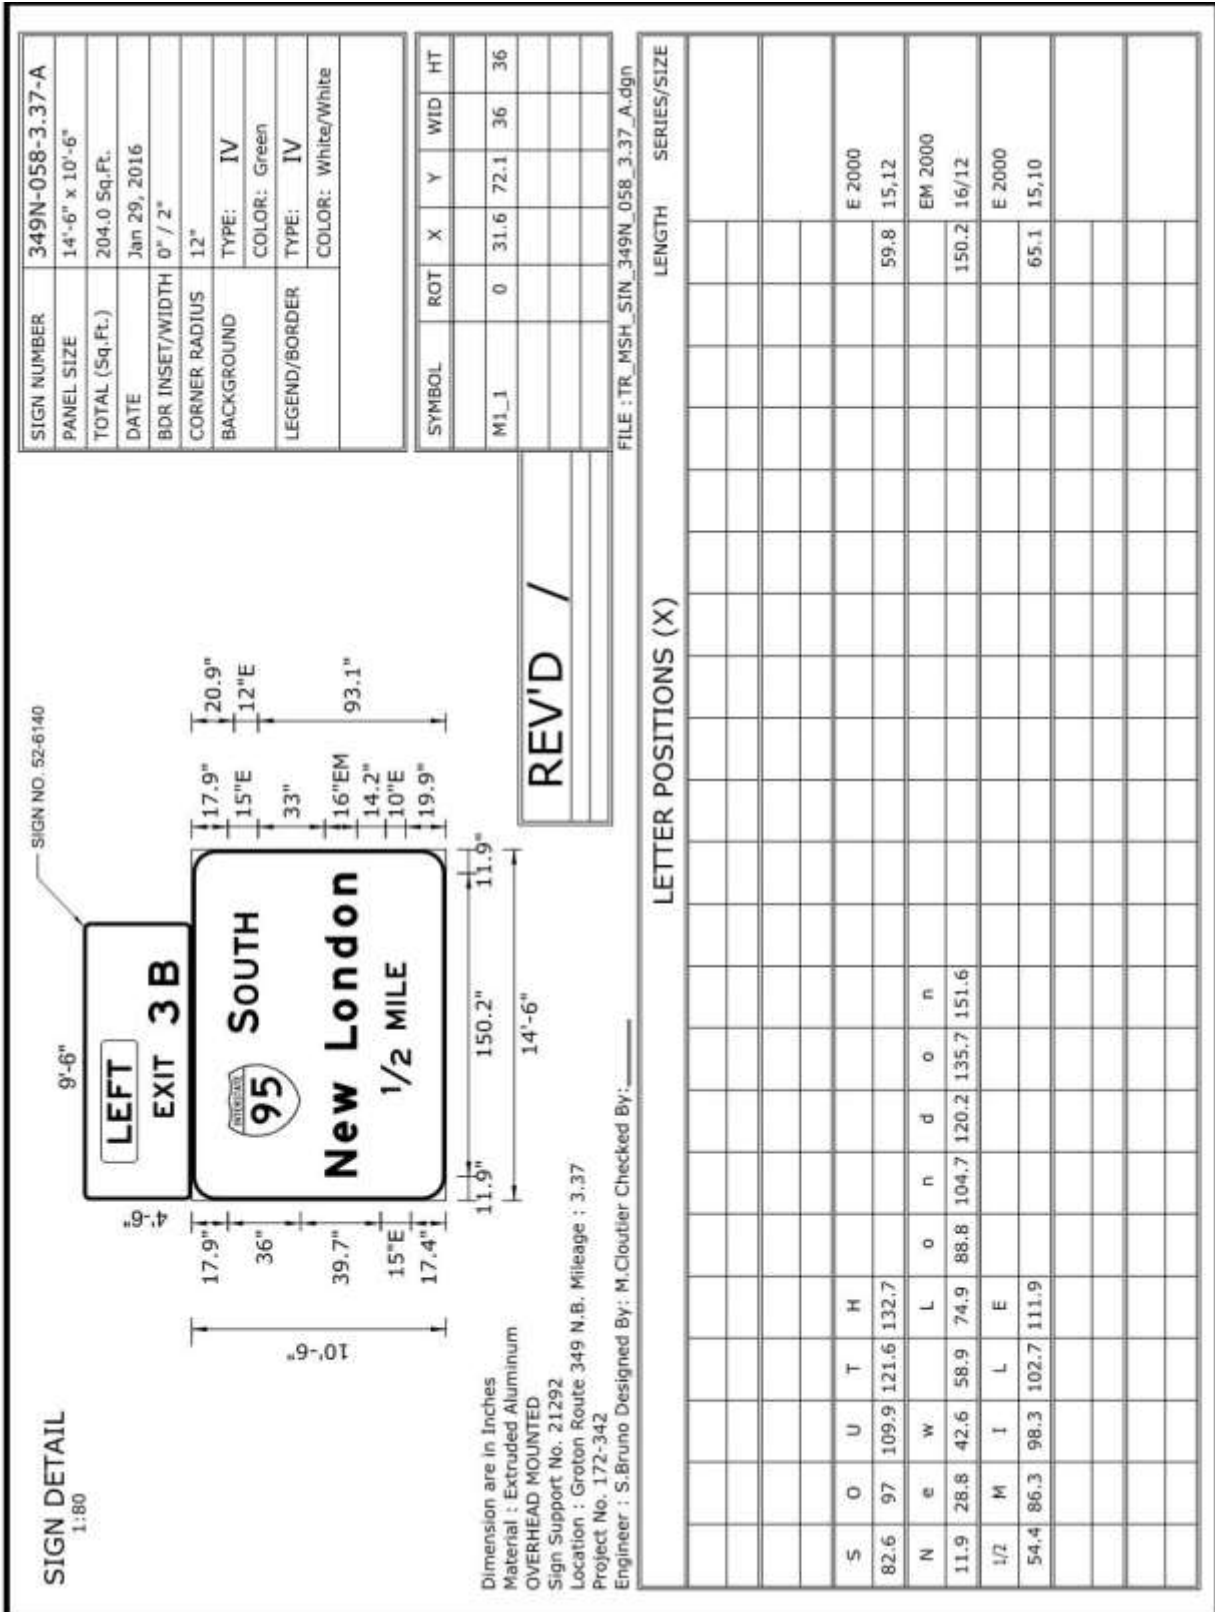 SIGN DETAIL
1:80
SIGN NO. 52-6140
9'-6"
4'-6"
LEFT
EXIT 3 B
INTERSTATE
95 SOUTH
New London
1/2 MILE
17.9"
36"
39.7"
15"E
17.4"
10'-6"
17.9"
15"E
33"
16"EM
14.2"
10"E
19.9"
20.9"
12"E
93.1"
11.9" 150.2" 11.9"
14'-6"
SIGN NUMBER 349N-058-3.37-A
PANEL SIZE 14'-6" x 10'-6"
TOTAL (Sq.Ft.) 204.0 Sq.Ft.
DATE Jan 29, 2016
BDR INSET/WIDTH 0" / 2"
CORNER RADIUS 12"
BACKGROUND TYPE: IV
COLOR: Green
LEGEND/BORDER TYPE: IV
COLOR: White/White
SYMBOL ROT X Y WID HT
M1_1 0 31.6 72.1 36 36
REV'D /
Dimension are in Inches
Material : Extruded Aluminum
OVERHEAD MOUNTED
Sign Support No. 21292
Location : Groton Route 349 N.B. Mileage : 3.37
Project No. 172-342
Engineer : S.Bruno Designed By: M.Cloutier Checked By:
FILE : TR_MSH_SIN_349N_058_3.37_A.dgn
LETTER POSITIONS (X) LENGTH SERIES/SIZE
S O U T H E 2000
82.6 97 109.9 121.6 132.7 59.8 15,12
N e w L o n d o n EM 2000
11.9 28.8 42.6 58.9 74.9 88.8 104.7 120.2 135.7 151.6 150.2 16/12
1/2 M I L E E 2000
54.4 86.3 98.3 102.7 111.9 65.1 15,10